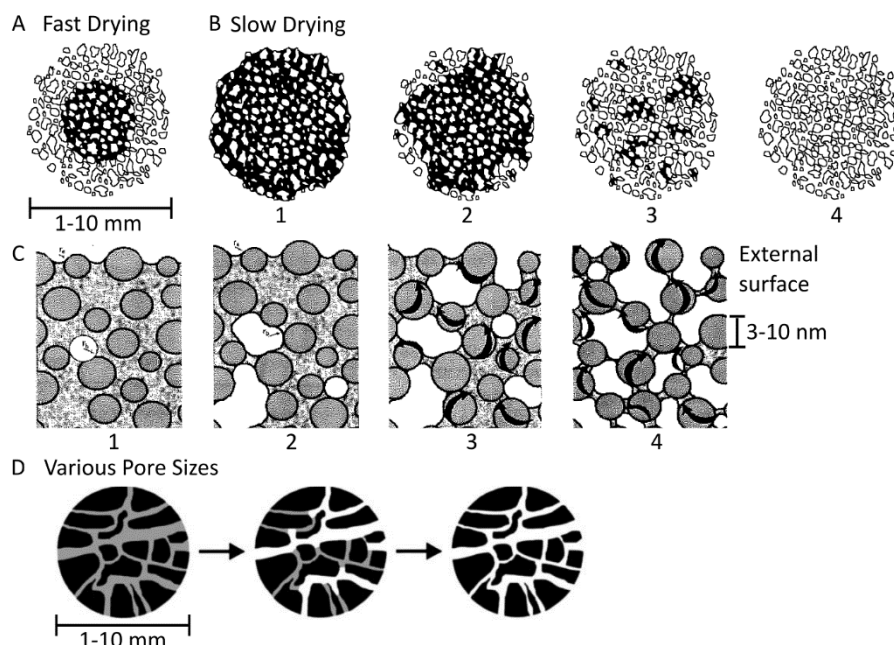 A Fast Drying
B Slow Drying
1-10 mm
1
2
3
4
C
External
surface
3-10 nm
1
2
3
4
D Various Pore Sizes
1-10 mm